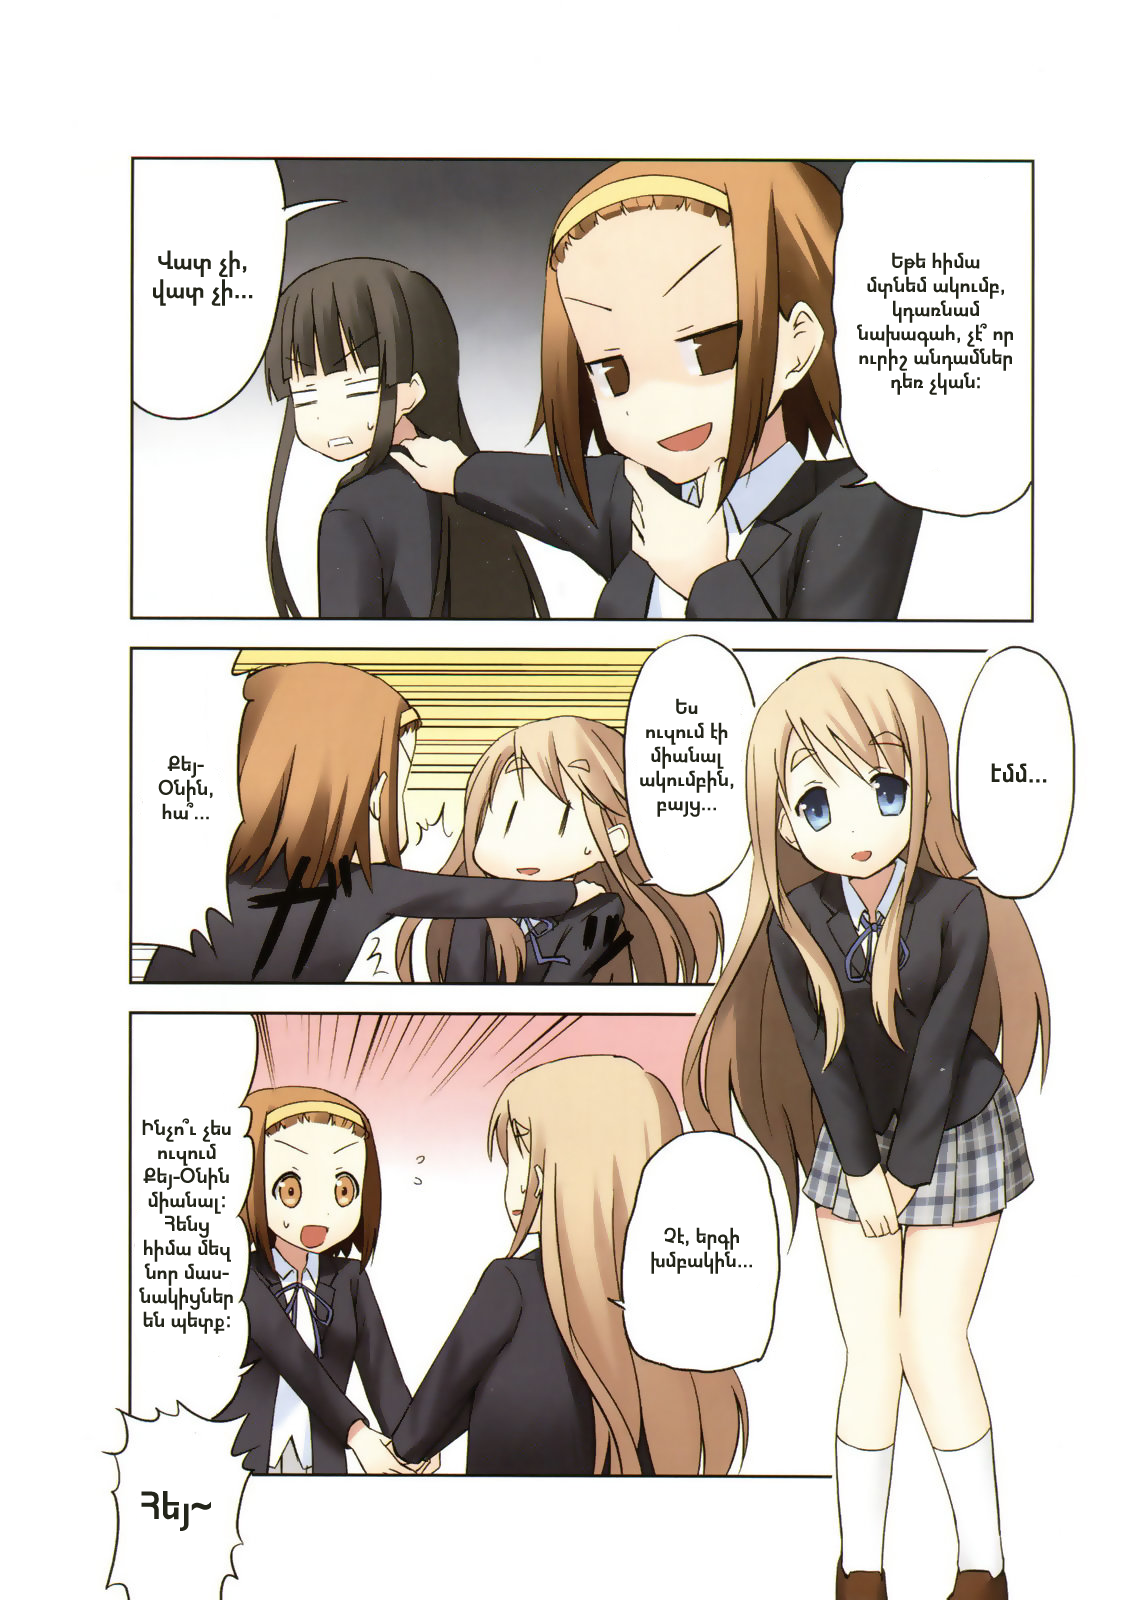 Եթե հիմա
մտնեմ ակումբ,
կդառնամ
նախագահ, չէ՞ որ
ուրիշ անդամներ
դեռ չկան:
Վատ չի,
վատ չի...
Էմմ...
Ես
ուզում էի
միանալ
ակումբին,
բայց...
Քեյ-
Օնին,
հա՞...
ガ
ッ
Չէ, երգի
խմբակին...
Ինչո՞ւ չես
ուզում
Քեյ-Օնին
միանալ:
Հենց
հիմա մեզ
նոր մաս-
նակիցներ
են պետք:
Հեյ~